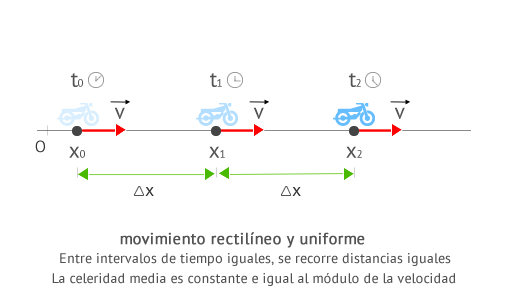 t0 t1 t2
v v v
O x0 x1 x2
△x △x
movimiento rectilíneo y uniforme
Entre intervalos de tiempo iguales, se recorre distancias iguales
La celeridad media es constante e igual al módulo de la velocidad